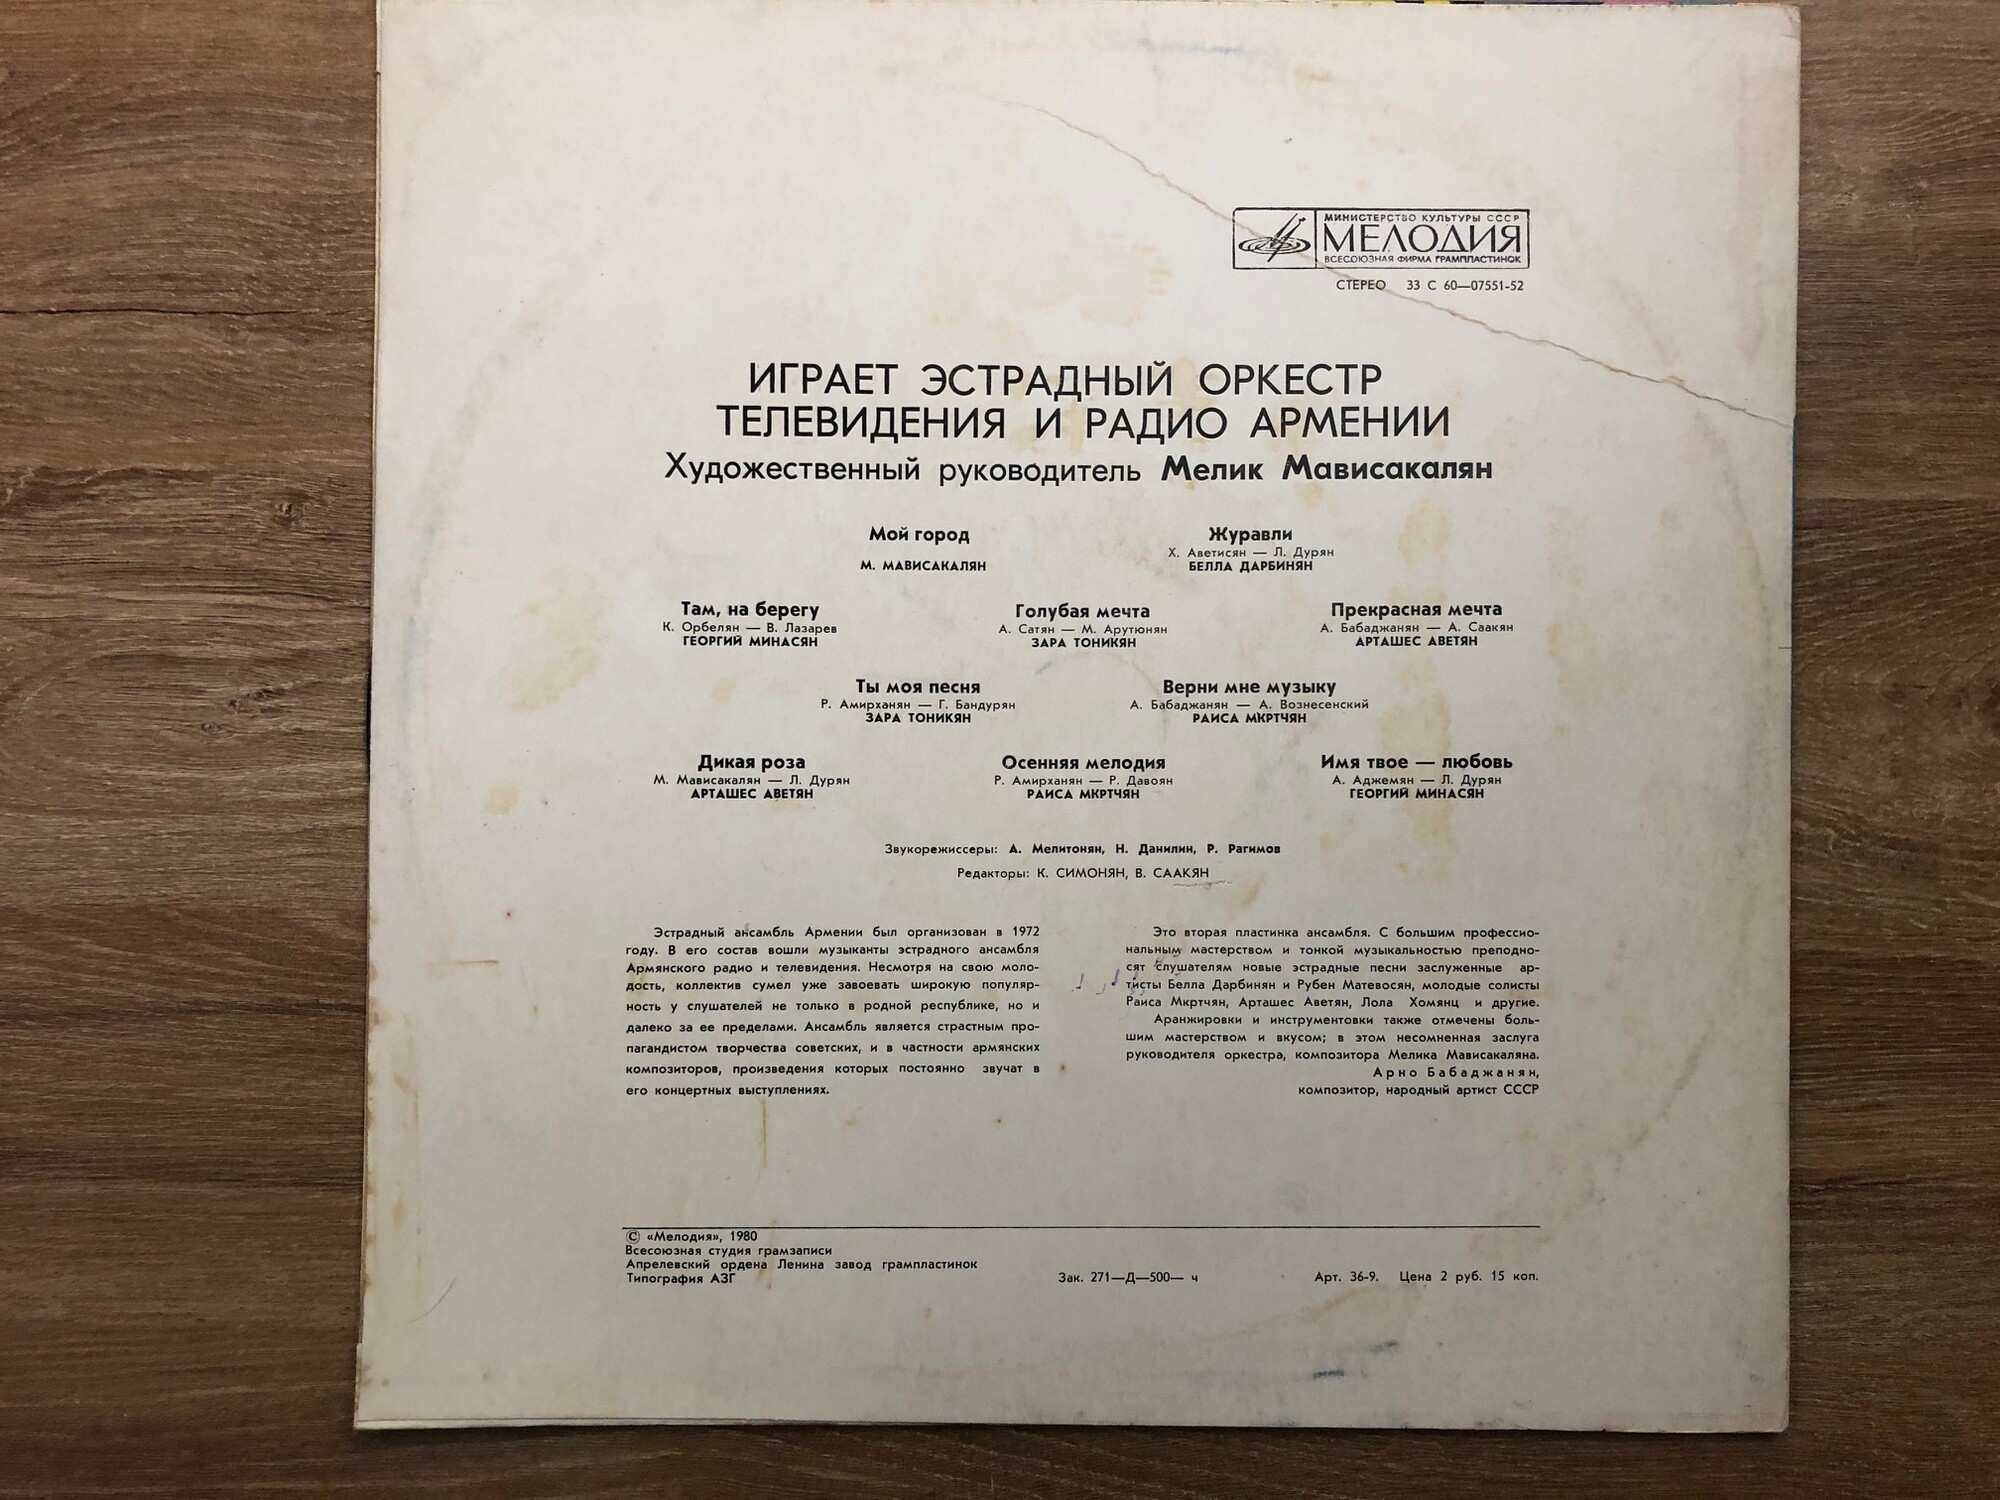 МИНИСТЕРСТВО КУЛЬТУРЫ СССР
МЕЛОДИЯ
ВСЕСОЮЗНАЯ ФИРМА ГРАМПЛАСТИНОК
СТЕРЕО 33 С 60—07551-52
ИГРАЕТ ЭСТРАДНЫЙ ОРКЕСТР
ТЕЛЕВИДЕНИЯ И РАДИО АРМЕНИИ
Художественный руководитель Мелик Мависакалян
Мой город
М. МАВИСАКАЛЯН
Журавли
Х. Аветисян — Л. Дурян
БЕЛЛА ДАРБИНЯН
Там, на берегу
К. Орбелян — В. Лазарев
ГЕОРГИЙ МИНАСЯН
Голубая мечта
А. Сатян — М. Арутюнян
ЗАРА ТОНИКЯН
Прекрасная мечта
А. Бабаджанян — А. Саакян
АРТАШЕС АВЕТЯН
Ты моя песня
Р. Амирханян — Г. Бандурян
ЗАРА ТОНИКЯН
Верни мне музыку
А. Бабаджанян — А. Вознесенский
РАИСА МКРТЧЯН
Дикая роза
М. Мависакалян — Л. Дурян
АРТАШЕС АВЕТЯН
Осенняя мелодия
Р. Амирханян — Р. Давоян
РАИСА МКРТЧЯН
Имя твое — любовь
А. Аджемян — Л. Дурян
ГЕОРГИЙ МИНАСЯН
Звукорежиссеры: А. Мелитонян, Н. Данилин, Р. Рагимов
Редакторы: К. СИМОНЯН, В. СААКЯН
Эстрадный ансамбль Армении был организован в 1972
году. В его состав вошли музыканты эстрадного ансамбля
Армянского радио и телевидения. Несмотря на свою моло-
дость, коллектив сумел уже завоевать широкую популяр-
ность у слушателей не только в родной республике, но и
далеко за ее пределами. Ансамбль является страстным про-
пагандистом творчества советских, и в частности армянских
композиторов, произведения которых постоянно звучат в
его концертных выступлениях.
Это вторая пластинка ансамбля. С большим профессио-
нальным мастерством и тонкой музыкальностью преподно-
сят слушателям новые эстрадные песни заслуженные ар-
тисты Белла Дарбинян и Рубен Матевосян, молодые солисты
Раиса Мкртчян, Арташес Аветян, Лола Хомянц и другие.
Аранжировки и инструментовки также отмечены боль-
шим мастерством и вкусом; в этом несомненная заслуга
руководителя оркестра, композитора Мелика Мависакаляна.
Арно Бабаджанян,
композитор, народный артист СССР
© «Мелодия», 1980
Всесоюзная студия грамзаписи
Апрелевский ордена Ленина завод грампластинок
Типография АЗГ
Зак. 271—Д—500— ч
Арт. 36-9. Цена 2 руб. 15 коп.